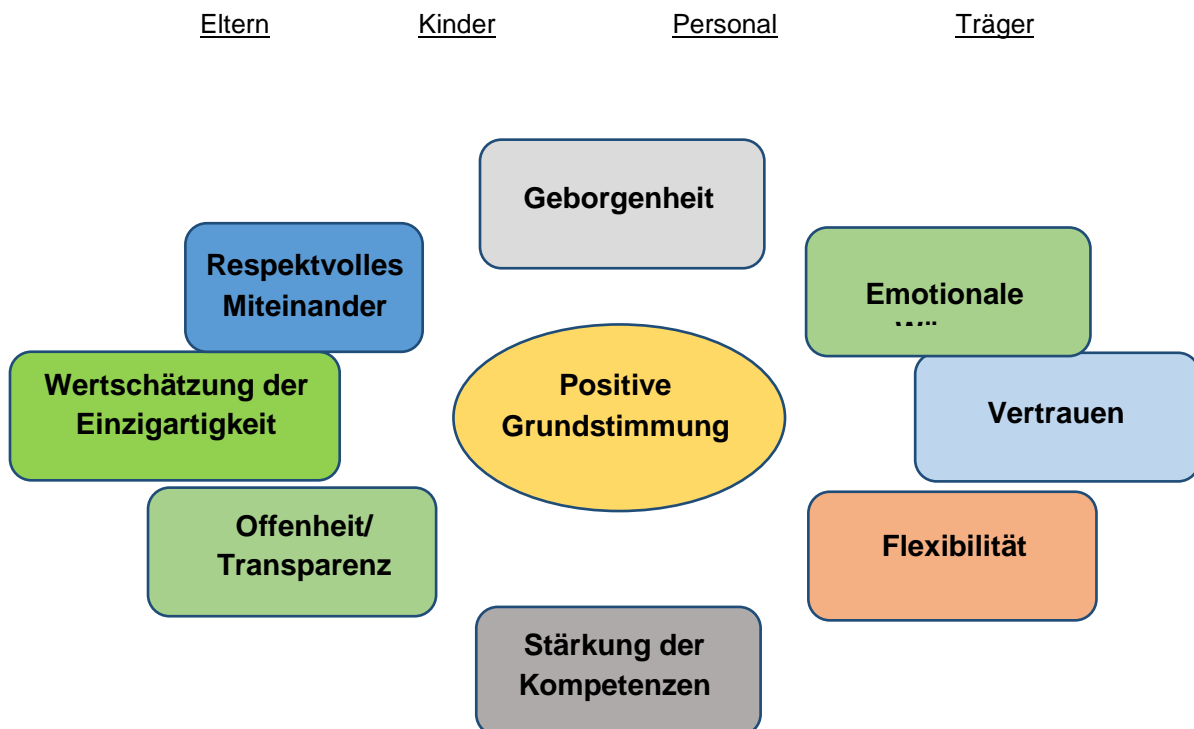 Eltern Kinder Personal Träger
Geborgenheit
Respektvolles
Miteinander
Emotionale
Wertschätzung der
Einzigartigkeit
Positive
Grundstimmung
Vertrauen
Offenheit/
Transparenz
Flexibilität
Stärkung der
Kompetenzen